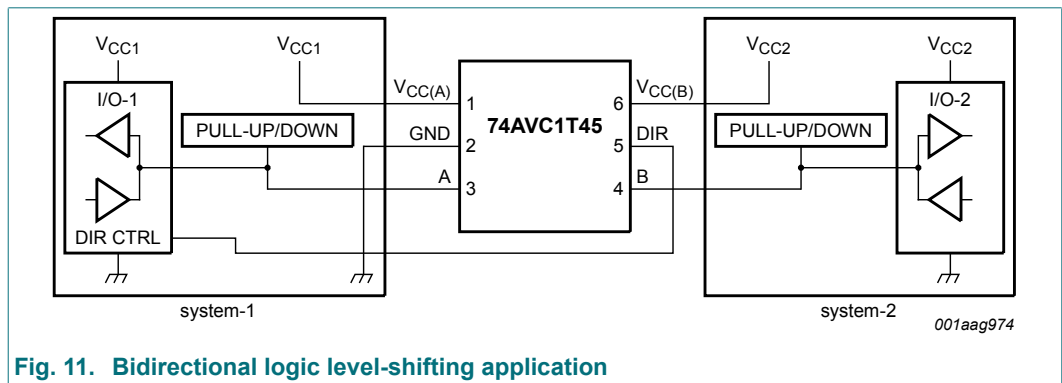 VCC1
VCC1
VCC2
VCC2
I/O-1
PULL-UP/DOWN
DIR CTRL
VCC(A)
1
GND
2
A
3
74AVC1T45
6
VCC(B)
5
DIR
4
B
PULL-UP/DOWN
I/O-2
system-1
system-2
001aag974
Fig. 11. Bidirectional logic level-shifting application